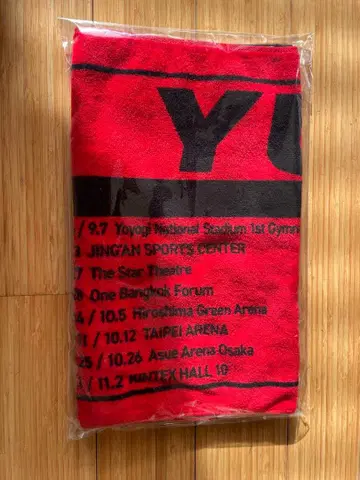 YU
/ 9.7 Yoyogi National Stadium 1st Gymn
JING'AN SPORTS CENTER
7 The Star Theatre
One Bangkok Forum
/ 10.5 Hiroshima Green Arena
/ 10.12 TAIPEI ARENA
25 / 10.26 Asue Arena Osaka
/ 11.2 KINTEX HALL 10